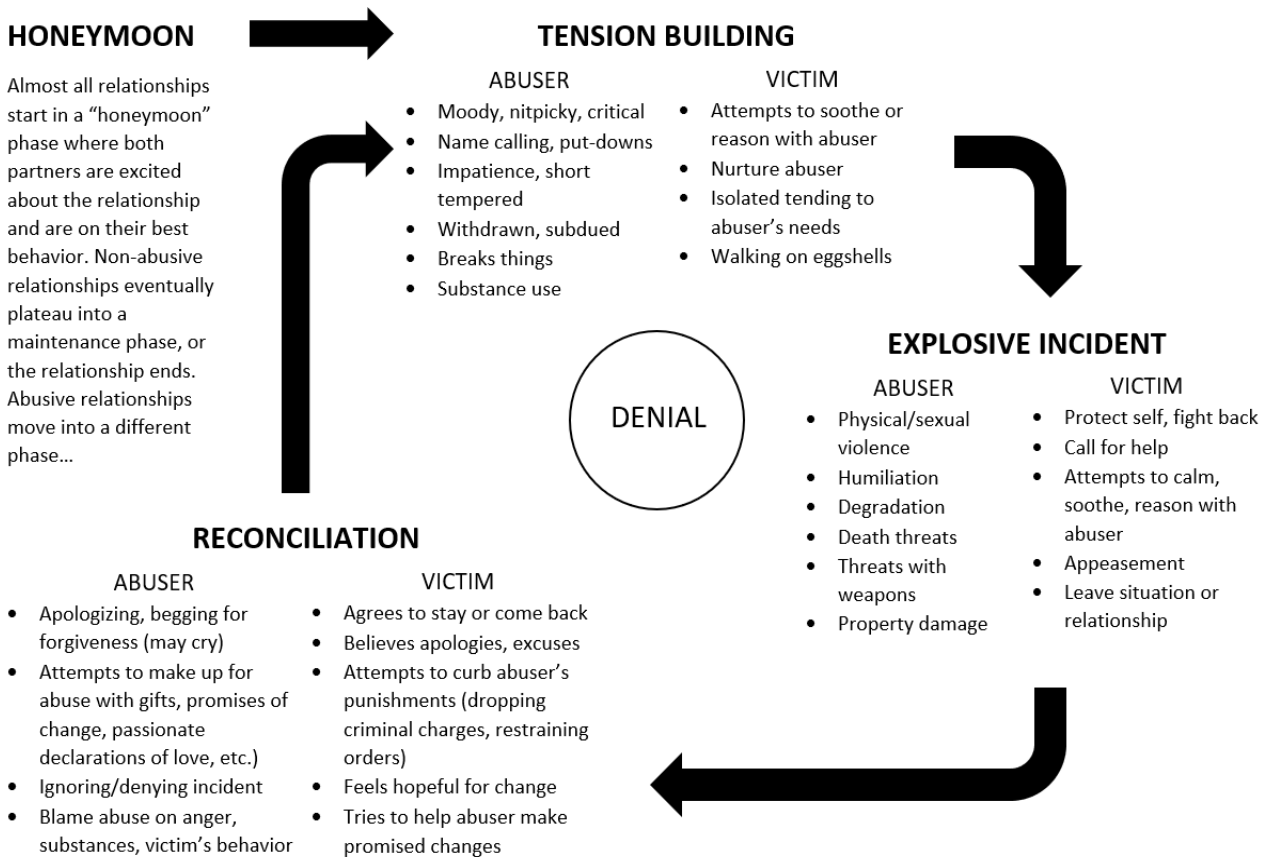 HONEYMOON
Almost all relationships
start in a “honeymoon”
phase where both
partners are excited
about the relationship
and are on their best
behavior. Non-abusive
relationships eventually
plateau into a
maintenance phase, or
the relationship ends.
Abusive relationships
move into a different
phase…
TENSION BUILDING
ABUSER
• Moody, nitpicky, critical
• Name calling, put-downs
• Impatience, short
tempered
• Withdrawn, subdued
• Breaks things
• Substance use
VICTIM
• Attempts to soothe or
reason with abuser
• Nurture abuser
• Isolated tending to
abuser’s needs
• Walking on eggshells
EXPLOSIVE INCIDENT
ABUSER
• Physical/sexual
violence
• Humiliation
• Degradation
• Death threats
• Threats with
weapons
• Property damage
VICTIM
• Protect self, fight back
• Call for help
• Attempts to calm,
soothe, reason with
abuser
• Appeasement
• Leave situation or
relationship
DENIAL
RECONCILIATION
ABUSER
• Apologizing, begging for
forgiveness (may cry)
• Attempts to make up for
abuse with gifts, promises of
change, passionate
declarations of love, etc.)
• Ignoring/denying incident
• Blame abuse on anger,
substances, victim’s behavior
VICTIM
• Agrees to stay or come back
• Believes apologies, excuses
• Attempts to curb abuser’s
punishments (dropping
criminal charges, restraining
orders)
• Feels hopeful for change
• Tries to help abuser make
promised changes